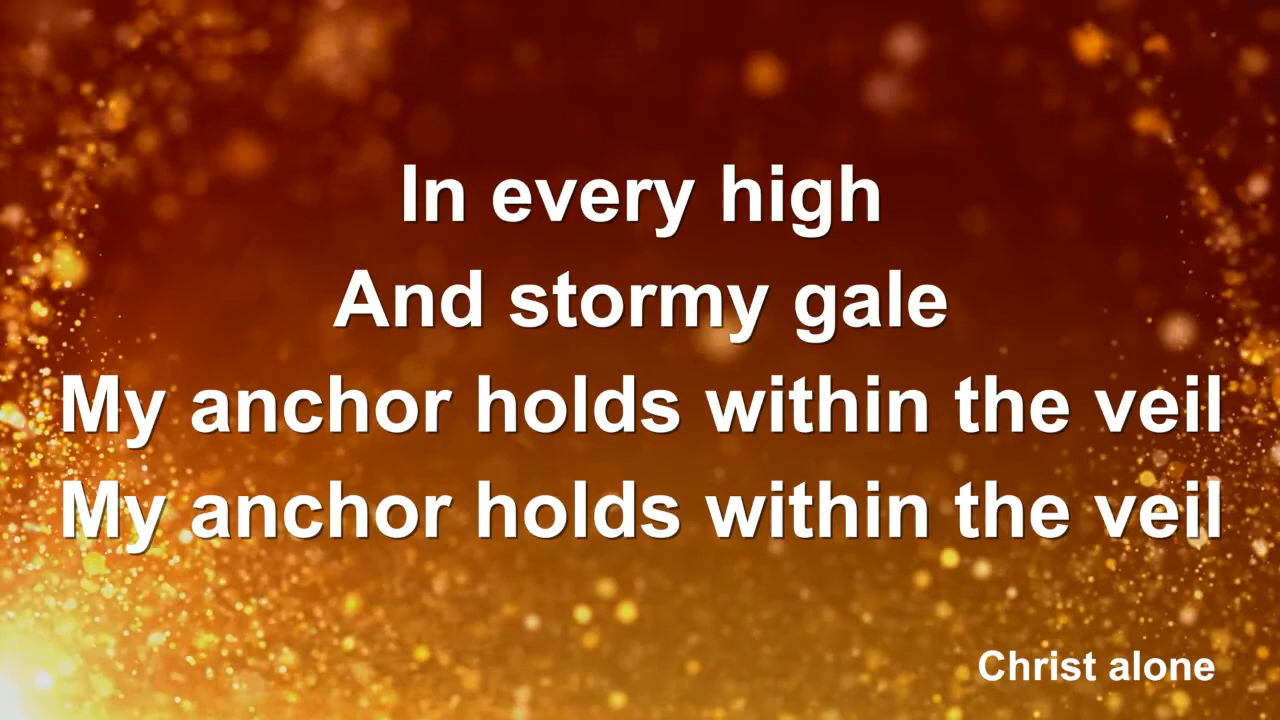 In every high
And stormy gale
My anchor holds within the veil
My anchor holds within the veil
Christ alone